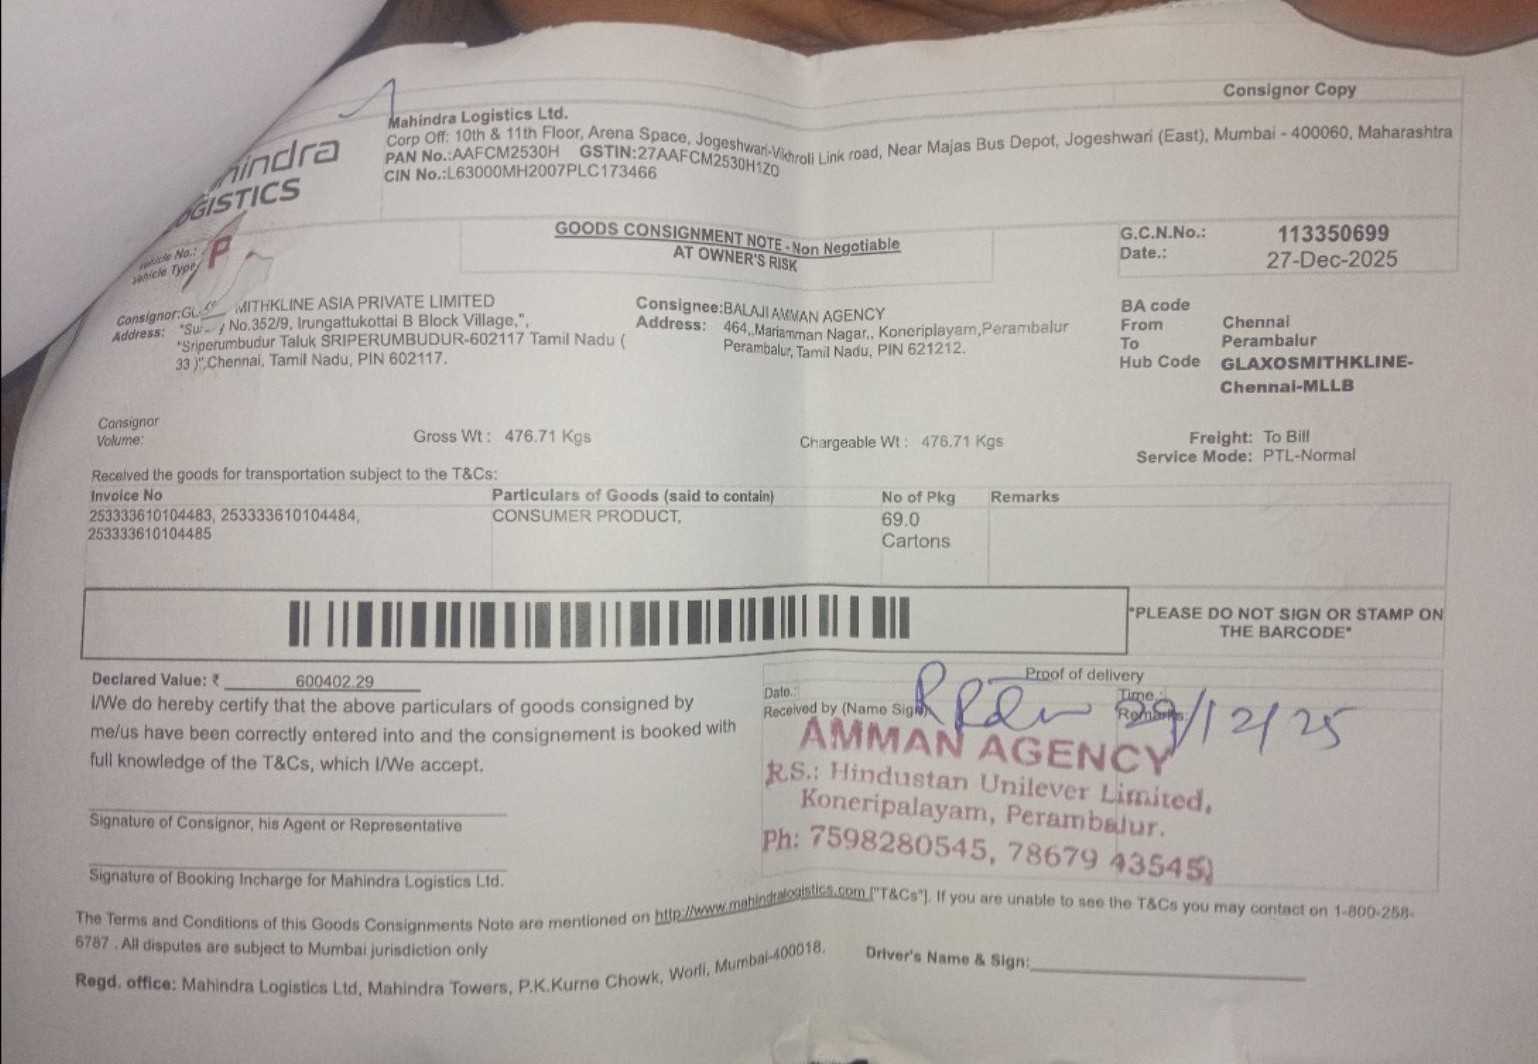 Consignor Copy
Mahindra Logistics Ltd.
Corp Off: 10th & 11th Floor, Arena Space, Jogeshwari-Vikhroli Link road, Near Majas Bus Depot, Jogeshwari (East), Mumbai - 400060, Maharashtra
PAN No.:AAFCM2530H GSTIN:27AAFCM2530H1ZO
CIN No.:L63000MH2007PLC173466
hindra
OGISTICS
GOODS CONSIGNMENT NOTE - Non Negotiable
AT OWNER'S RISK
G.C.N.No.: 113350699
Date.: 27-Dec-2025
Vehicle No.:
Vehicle Type
P
Consignor:GL MITHKLINE ASIA PRIVATE LIMITED
Address: "Su No.352/9, Irungattukottai B Block Village,",
"Sriperumbudur Taluk SRIPERUMBUDUR-602117 Tamil Nadu (
33 )",Chennai, Tamil Nadu, PIN 602117.
Consignee:BALAJI AMMAN AGENCY
Address: 464,,Mariamman Nagar,, Koneriplayam,Perambalur
Perambalur, Tamil Nadu, PIN 621212.
BA code
From Chennai
To Perambalur
Hub Code GLAXOSMITHKLINE-
Chennai-MLLB
Consignor
Volume:
Gross Wt : 476.71 Kgs
Chargeable Wt : 476.71 Kgs
Freight: To Bill
Service Mode: PTL-Normal
Received the goods for transportation subject to the T&Cs:
Invoice No Particulars of Goods (said to contain) No of Pkg Remarks
253333610104483, 253333610104484, CONSUMER PRODUCT, 69.0
253333610104485 Cartons
*PLEASE DO NOT SIGN OR STAMP ON
THE BARCODE*
Declared Value: ₹ 600402.29
I/We do hereby certify that the above particulars of goods consigned by
me/us have been correctly entered into and the consignement is booked with
full knowledge of the T&Cs, which I/We accept.
Signature of Consignor, his Agent or Representative
Signature of Booking Incharge for Mahindra Logistics Ltd.
Proof of delivery
Date.: Time.:
Received by (Name Sign) Remarks:
29/12/25
AMMAN AGENCY
R.S.: Hindustan Unilever Limited,
Koneripalayam, Perambalur.
Ph: 7598280545, 78679 43545
The Terms and Conditions of this Goods Consignments Note are mentioned on http://www.mahindralogistics.com ["T&Cs"]. If you are unable to see the T&Cs you may contact on 1-800-258-
6787 . All disputes are subject to Mumbai jurisdiction only
Driver's Name & Sign:
Regd. office: Mahindra Logistics Ltd, Mahindra Towers, P.K.Kurne Chowk, Worli, Mumbai-400018.